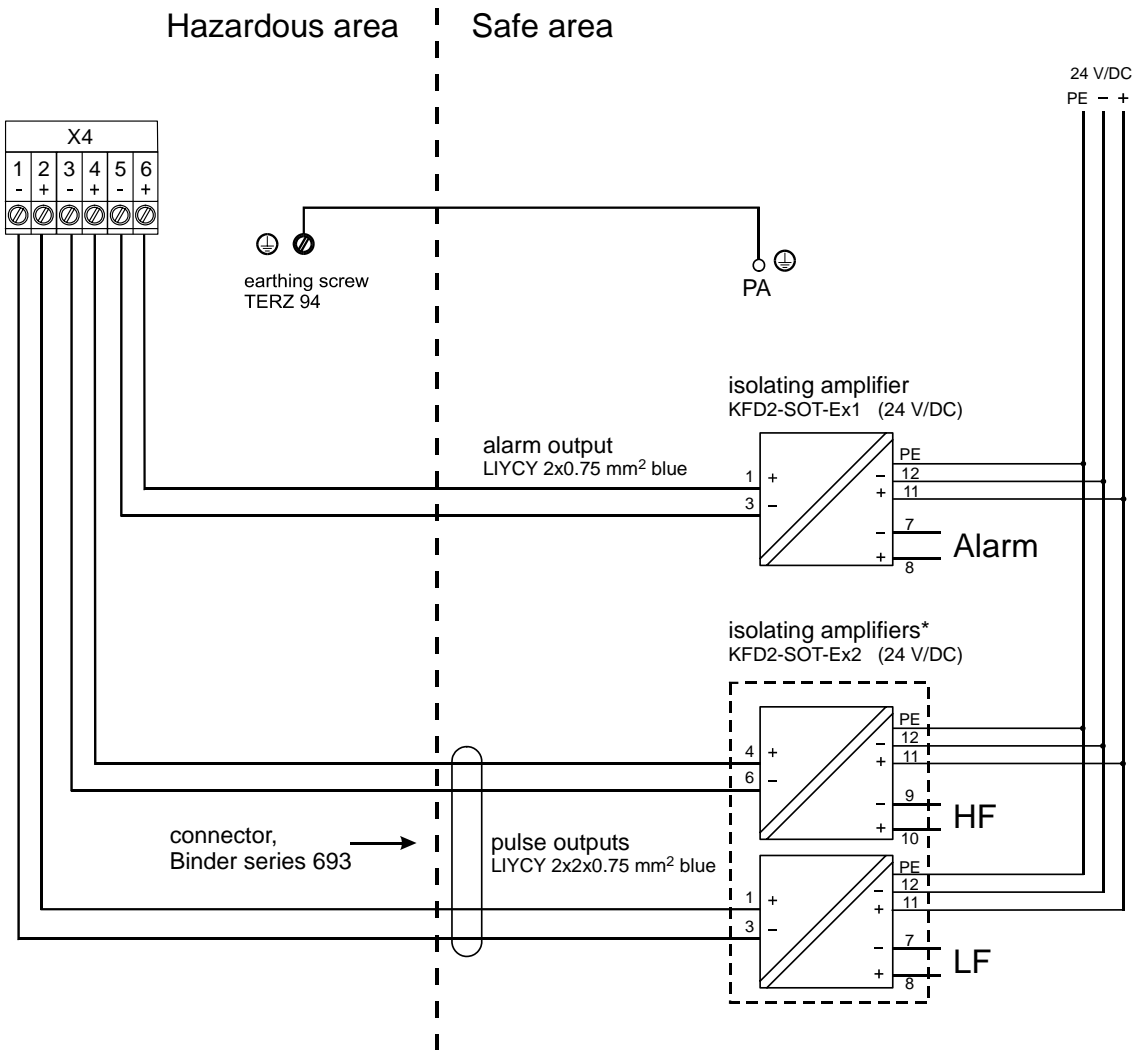 Hazardous area
Safe area
24 V/DC
PE − +
X4
1 2 3 4 5 6
- + - + - +
earthing screw
TERZ 94
PA
isolating amplifier
KFD2-SOT-Ex1 (24 V/DC)
alarm output
LIYCY 2x0.75 mm² blue
1 +
3 −
PE
− 12
+ 11
− 7
+ 8
Alarm
isolating amplifiers*
KFD2-SOT-Ex2 (24 V/DC)
4 +
6 −
PE
− 12
+ 11
− 9
+ 10
HF
connector,
Binder series 693
pulse outputs
LIYCY 2x2x0.75 mm² blue
1 +
3 −
PE
− 12
+ 11
− 7
+ 8
LF